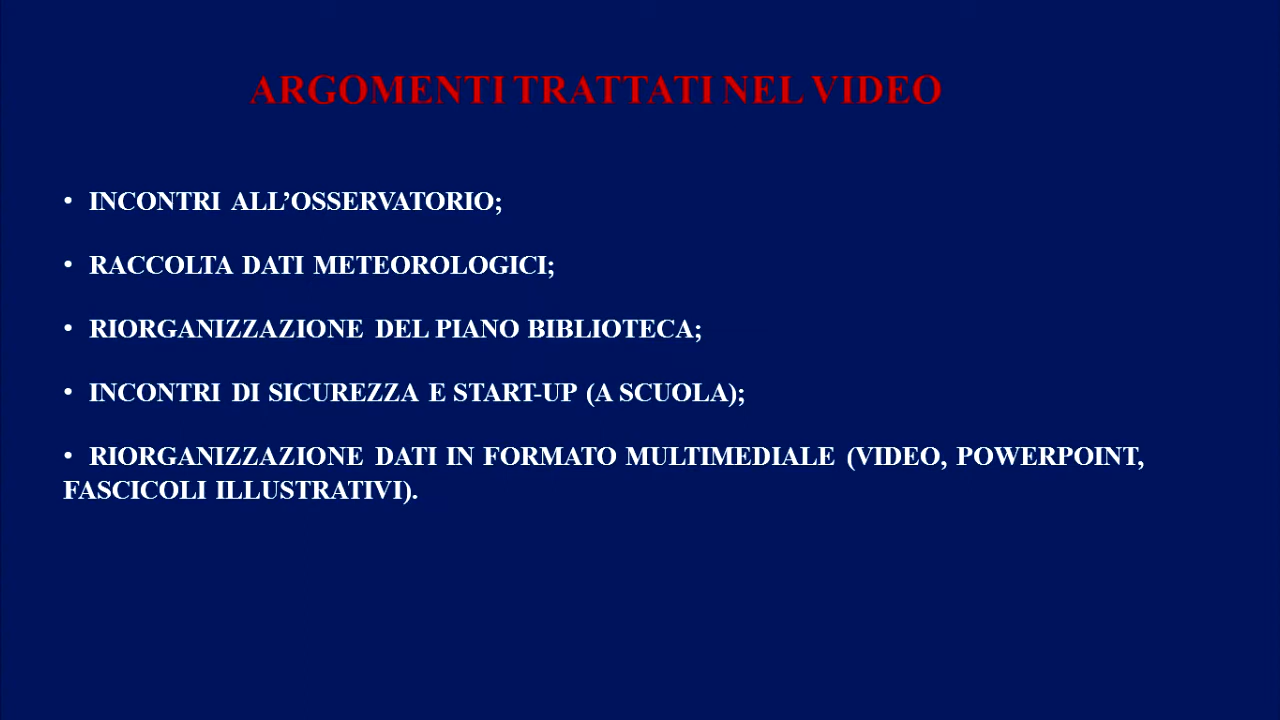 ARGOMENTI TRATTATI NEL VIDEO
• INCONTRI ALL’OSSERVATORIO;
• RACCOLTA DATI METEOROLOGICI;
• RIORGANIZZAZIONE DEL PIANO BIBLIOTECA;
• INCONTRI DI SICUREZZA E START-UP (A SCUOLA);
• RIORGANIZZAZIONE DATI IN FORMATO MULTIMEDIALE (VIDEO, POWERPOINT,
FASCICOLI ILLUSTRATIVI).